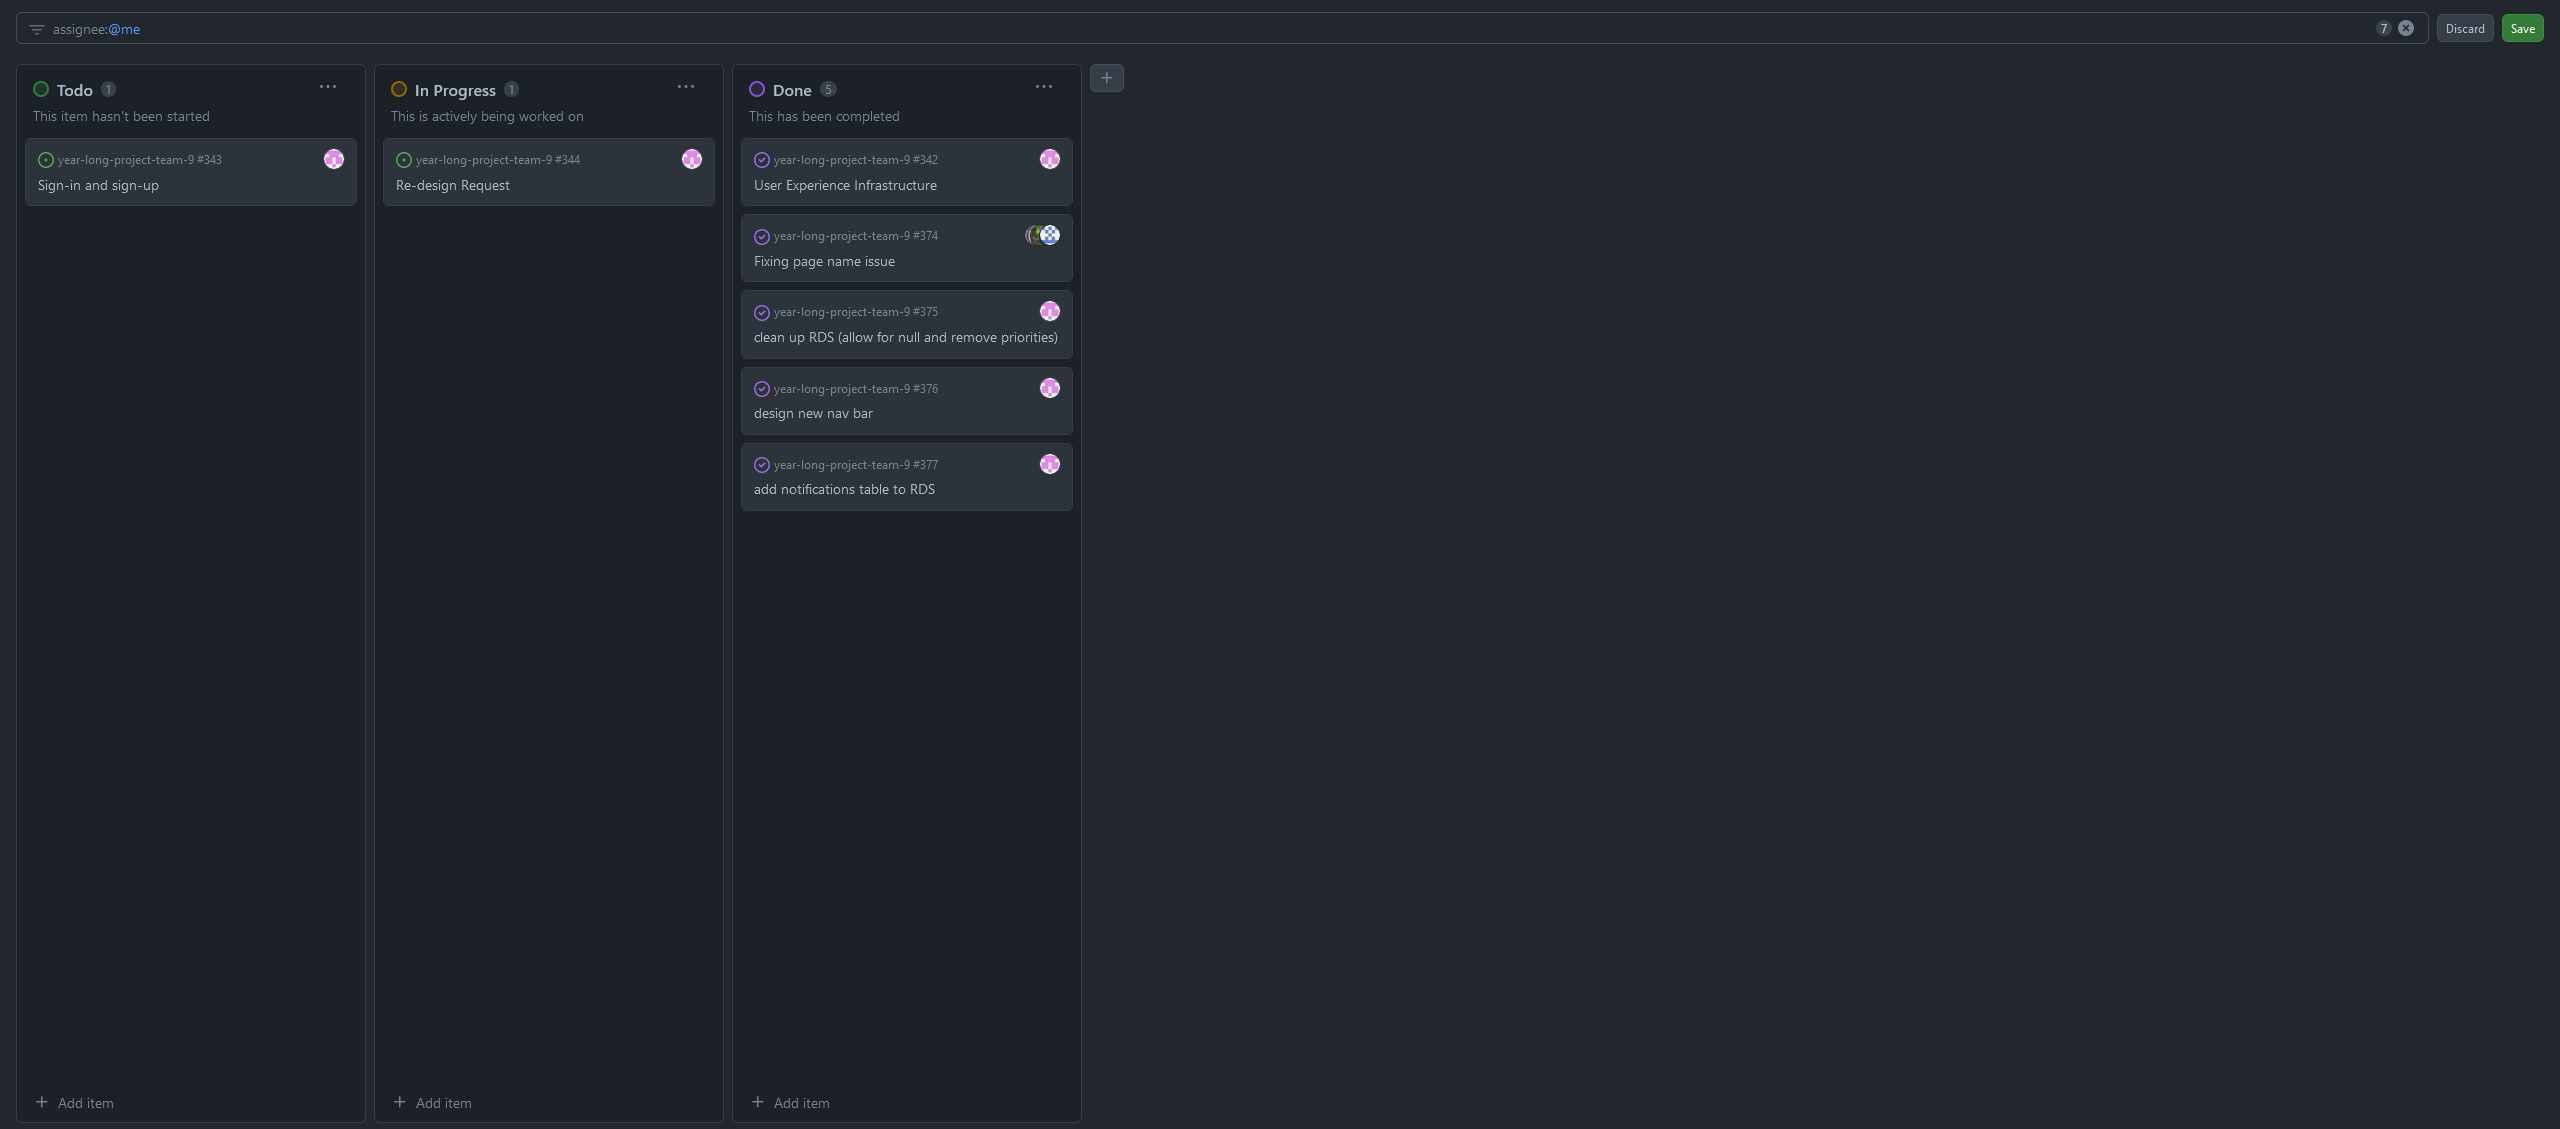 assignee:@me
7
Discard
Save
Todo 1
This item hasn't been started
year-long-project-team-9 #343
Sign-in and sign-up
Add item
In Progress 1
This is actively being worked on
year-long-project-team-9 #344
Re-design Request
Add item
Done 5
This has been completed
year-long-project-team-9 #342
User Experience Infrastructure
year-long-project-team-9 #374
Fixing page name issue
year-long-project-team-9 #375
clean up RDS (allow for null and remove priorities)
year-long-project-team-9 #376
design new nav bar
year-long-project-team-9 #377
add notifications table to RDS
Add item